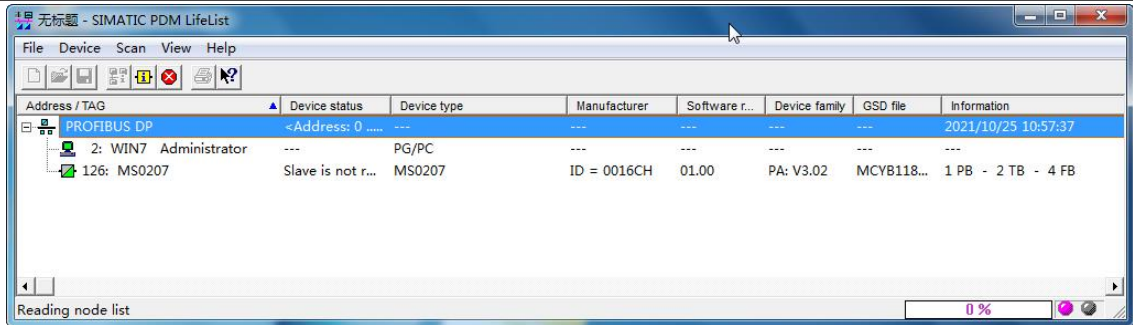 无标题 - SIMATIC PDM LifeList
File Device Scan View Help
Address / TAG Device status Device type Manufacturer Software r... Device family GSD file Information
PROFIBUS DP <Address: 0 ..... --- --- --- --- --- 2021/10/25 10:57:37
2: WIN7 Administrator --- PG/PC --- --- --- --- ---
126: MS0207 Slave is not r... MS0207 ID = 0016CH 01.00 PA: V3.02 MCYB118... 1 PB - 2 TB - 4 FB
Reading node list 0 %